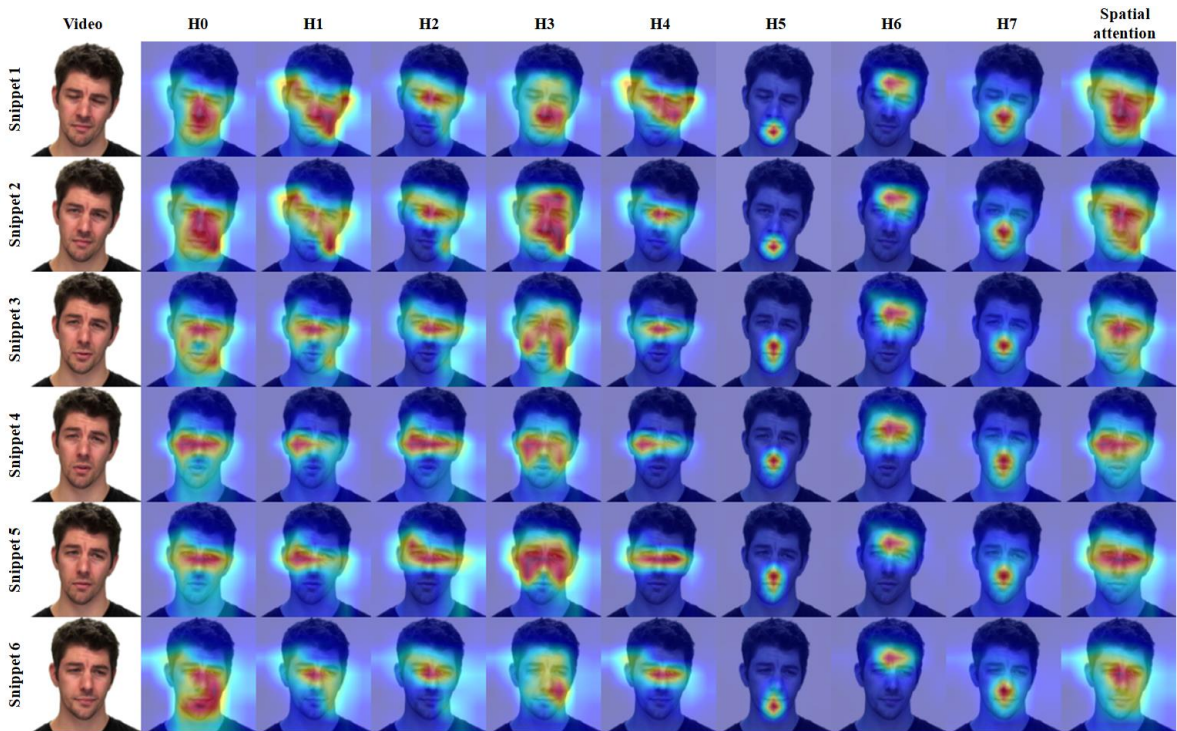 Video H0 H1 H2 H3 H4 H5 H6 H7 Spatial
attention
Snippet 1
Snippet 2
Snippet 3
Snippet 4
Snippet 5
Snippet 6